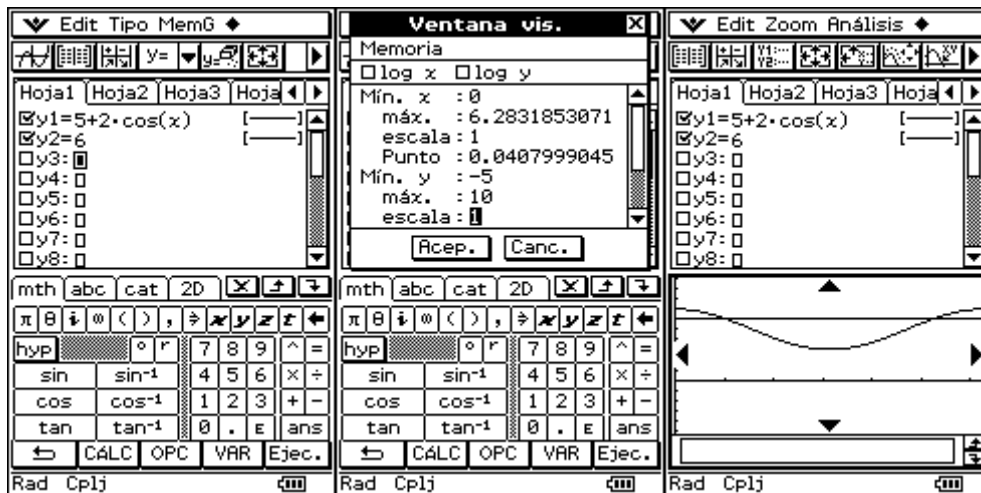 Edit Tipo MemG
y=
Hoja1 Hoja2 Hoja3 Hoja
y1=5+2·cos(x) [—]
y2=6 [—]
y3:
y4:
y5:
y6:
y7:
y8:
mth abc cat 2D
π θ i ∞ ( ) , ⇒ x y z t ←
hyp ° r 7 8 9 ^ =
sin sin-1 4 5 6 × ÷
cos cos-1 1 2 3 + −
tan tan-1 0 . E ans
CALC OPC VAR Ejec.
Rad Cplj
Ventana vis.
Memoria
log x log y
Mín. x :0
máx. :6.2831853071
escala:1
Punto :0.0407999045
Mín. y :-5
máx. :10
escala:1
Acep. Canc.
mth abc cat 2D
π θ i ∞ ( ) , ⇒ x y z t ←
hyp ° r 7 8 9 ^ =
sin sin-1 4 5 6 × ÷
cos cos-1 1 2 3 + −
tan tan-1 0 . E ans
CALC OPC VAR Ejec.
Rad Cplj
Edit Zoom Análisis
Hoja1 Hoja2 Hoja3 Hoja
y1=5+2·cos(x) [—]
y2=6 [—]
y3:
y4:
y5:
y6:
y7:
y8:
Rad Cplj